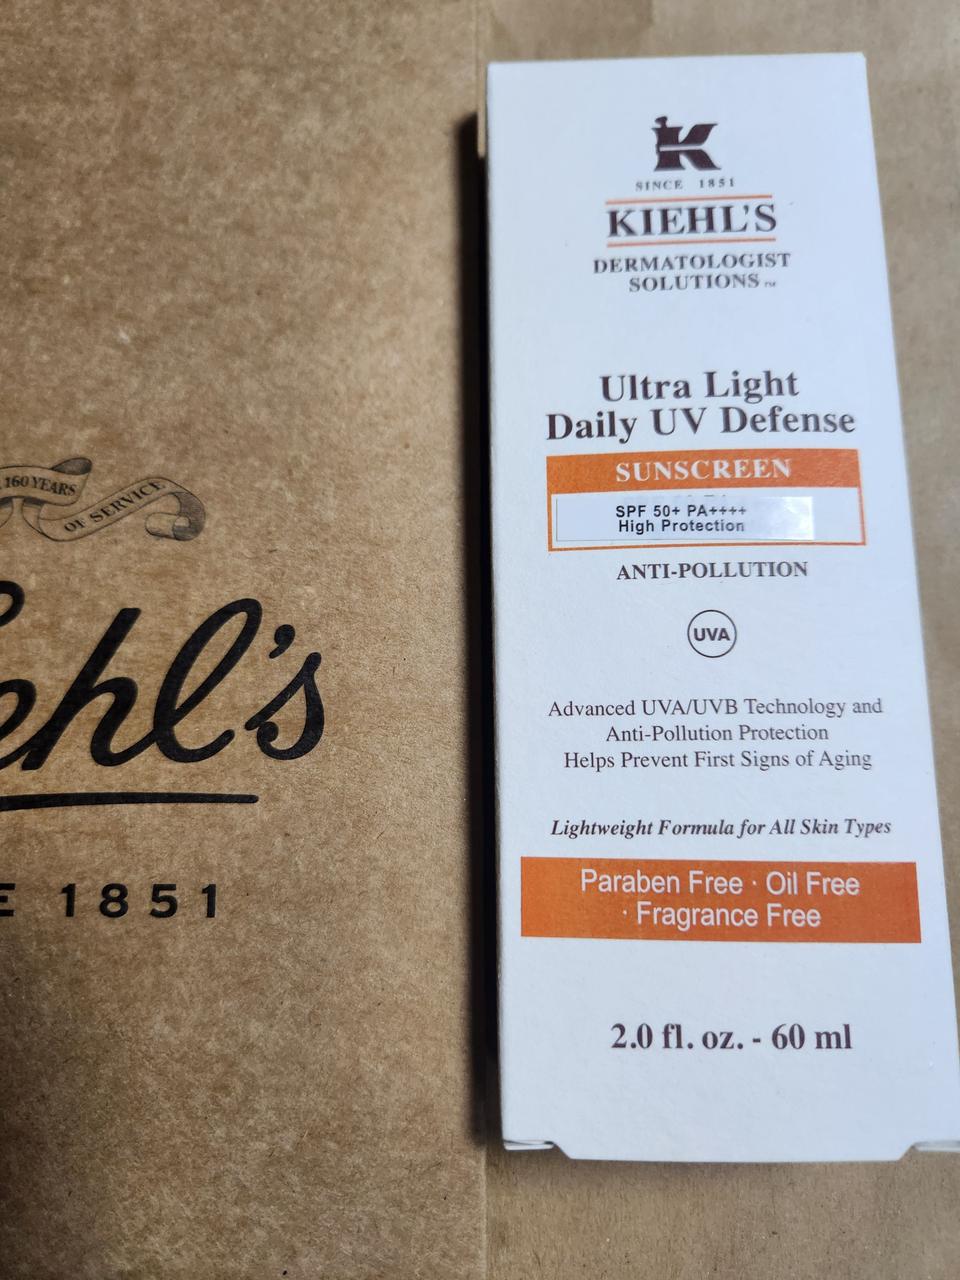 160 YEARS
OF SERVICE
ehl's
E 1851
K
SINCE 1851
KIEHL'S
DERMATOLOGIST
SOLUTIONS™
Ultra Light
Daily UV Defense
SUNSCREEN
SPF 50+ PA++++
High Protection
ANTI-POLLUTION
UVA
Advanced UVA/UVB Technology and
Anti-Pollution Protection
Helps Prevent First Signs of Aging
Lightweight Formula for All Skin Types
Paraben Free · Oil Free
· Fragrance Free
2.0 fl. oz. - 60 ml